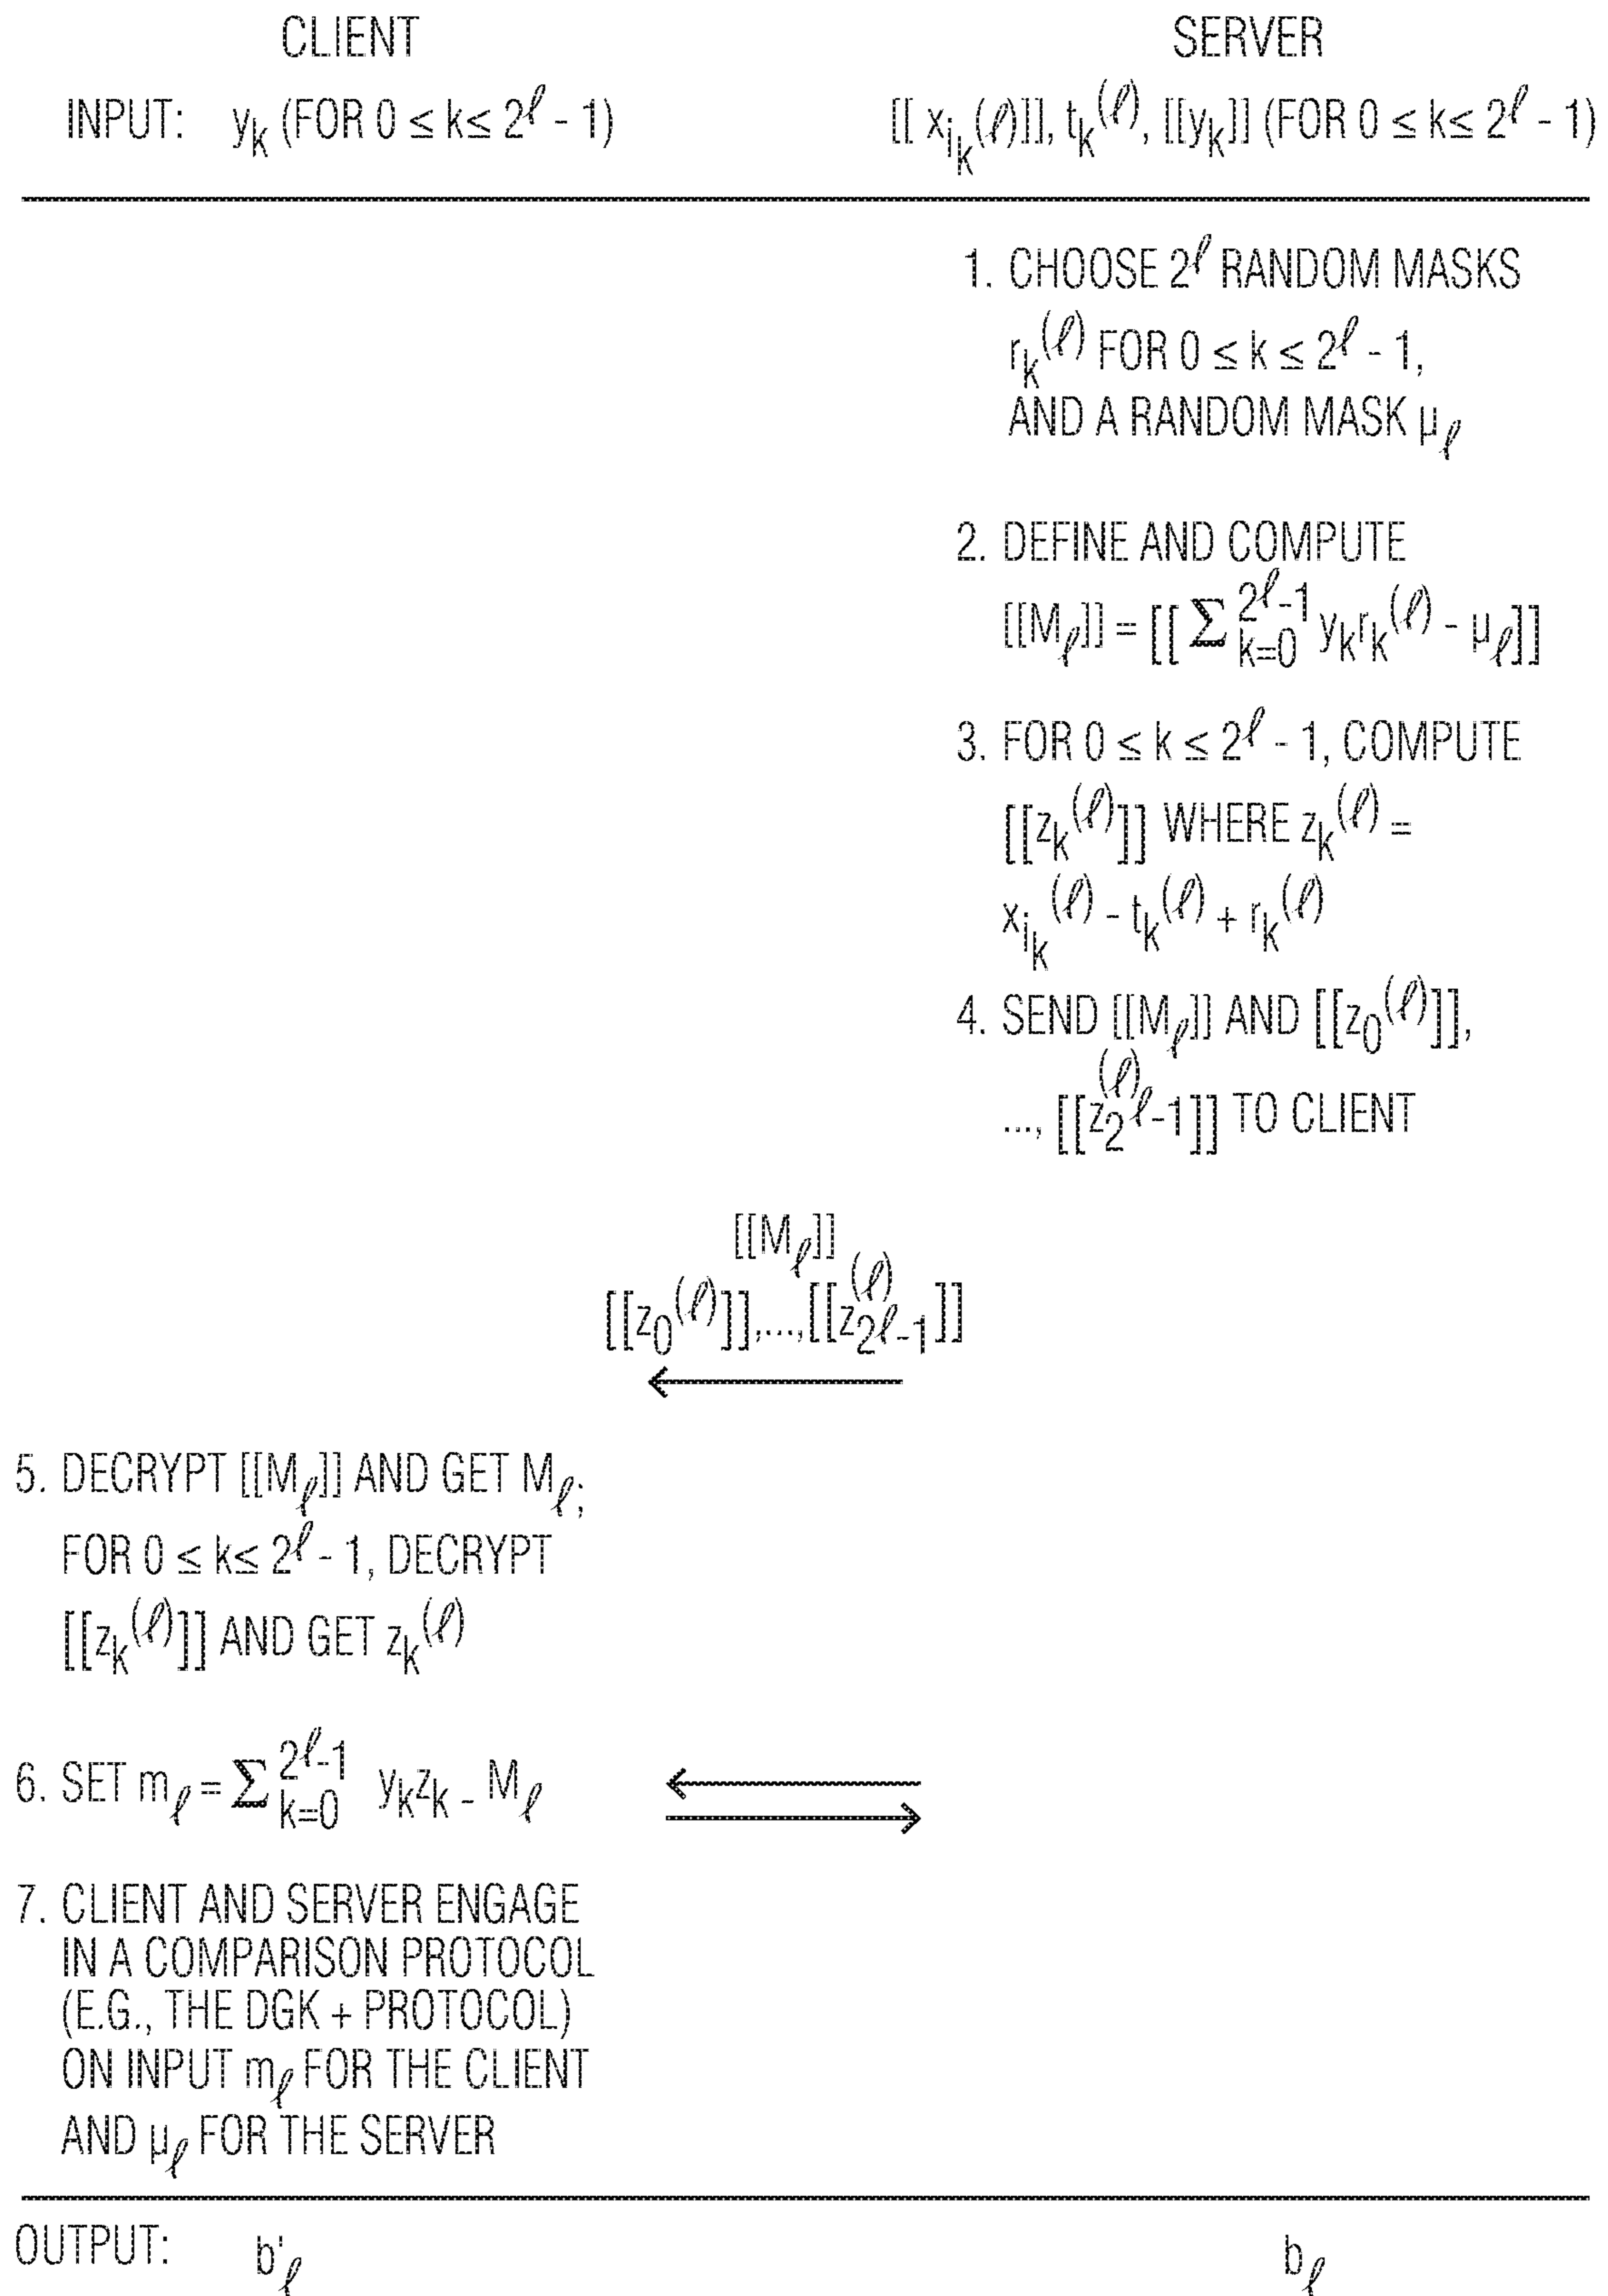 CLIENT SERVER
INPUT: yₖ (FOR 0 ≤ k ≤ 2^ℓ - 1) [[ x_{i_k}(ℓ)]], t_k^(ℓ), [[y_k]] (FOR 0 ≤ k ≤ 2^ℓ - 1)
1. CHOOSE 2^ℓ RANDOM MASKS
r_k^(ℓ) FOR 0 ≤ k ≤ 2^ℓ - 1,
AND A RANDOM MASK μ_ℓ
2. DEFINE AND COMPUTE
[[M_ℓ]] = [[ Σ_{k=0}^{2^ℓ-1} y_k r_k^(ℓ) - μ_ℓ]]
3. FOR 0 ≤ k ≤ 2^ℓ - 1, COMPUTE
[[z_k^(ℓ)]] WHERE z_k^(ℓ) =
x_{i_k}^(ℓ) - t_k^(ℓ) + r_k^(ℓ)
4. SEND [[M_ℓ]] AND [[z_0^(ℓ)]],
..., [[z_{2^ℓ-1}^(ℓ)]] TO CLIENT
[[M_ℓ]]
[[z_0^(ℓ)]],...,[[z_{2^ℓ-1}^(ℓ)]]
5. DECRYPT [[M_ℓ]] AND GET M_ℓ;
FOR 0 ≤ k ≤ 2^ℓ - 1, DECRYPT
[[z_k^(ℓ)]] AND GET z_k^(ℓ)
6. SET m_ℓ = Σ_{k=0}^{2^ℓ-1} y_k z_k - M_ℓ
7. CLIENT AND SERVER ENGAGE
IN A COMPARISON PROTOCOL
(E.G., THE DGK + PROTOCOL)
ON INPUT m_ℓ FOR THE CLIENT
AND μ_ℓ FOR THE SERVER
OUTPUT: b'_ℓ b_ℓ